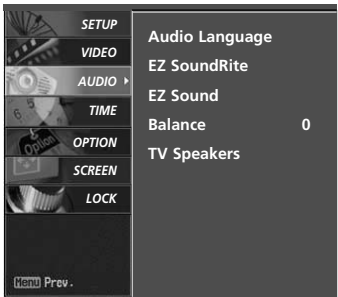 SETUP
VIDEO
AUDIO
TIME
OPTION
SCREEN
LOCK
Menu Prev.
Audio Language
EZ SoundRite
EZ Sound
Balance 0
TV Speakers
Option